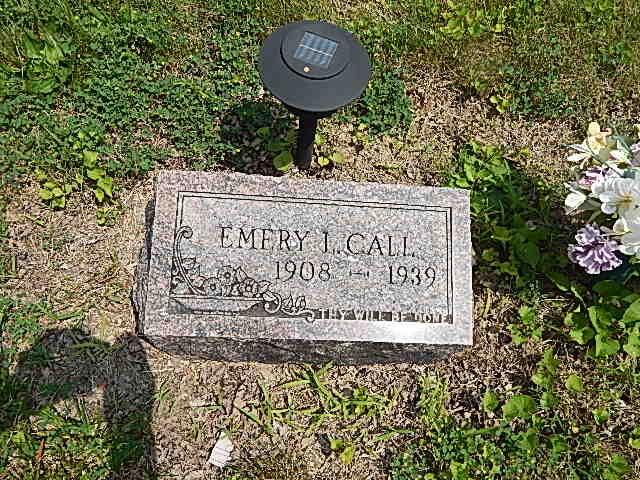 EMERY L. CALL
1908 — 1939
THY WILL BE DONE